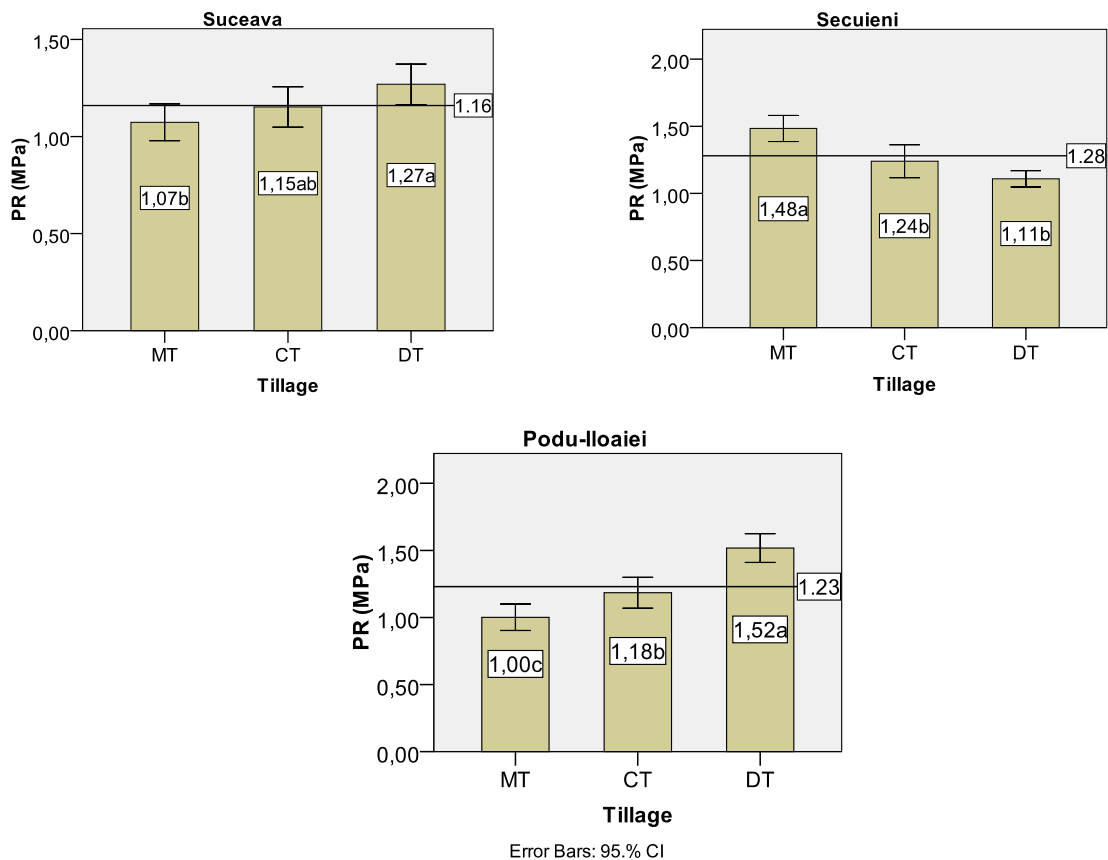 Suceava
1,50
1,00
0,50
0,00
PR (MPa)
1.16
1,07b
1,15ab
1,27a
MT CT DT
Tillage
Secuieni
2,00
1,50
1,00
0,50
0,00
PR (MPa)
1.28
1,48a
1,24b
1,11b
MT CT DT
Tillage
Podu-Iloaiei
2,00
1,50
1,00
0,50
0,00
PR (MPa)
1.23
1,00c
1,18b
1,52a
MT CT DT
Tillage
Error Bars: 95.% CI